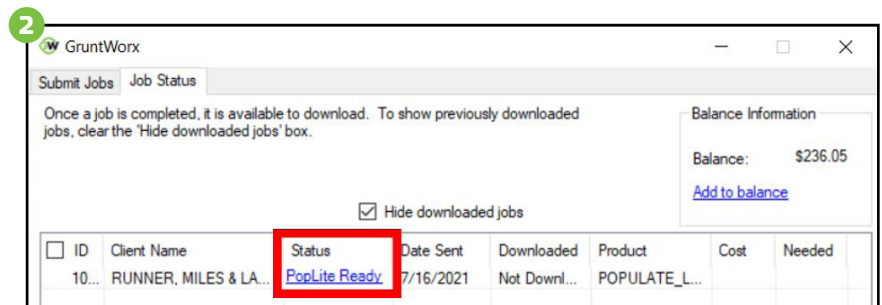 2
GruntWorx
Submit Jobs Job Status
Once a job is completed, it is available to download. To show previously downloaded
jobs, clear the 'Hide downloaded jobs' box.
Balance Information
Balance: $236.05
Add to balance
Hide downloaded jobs
ID Client Name Status Date Sent Downloaded Product Cost Needed
10... RUNNER, MILES & LA... PopLite Ready 7/16/2021 Not Downl... POPULATE_L...